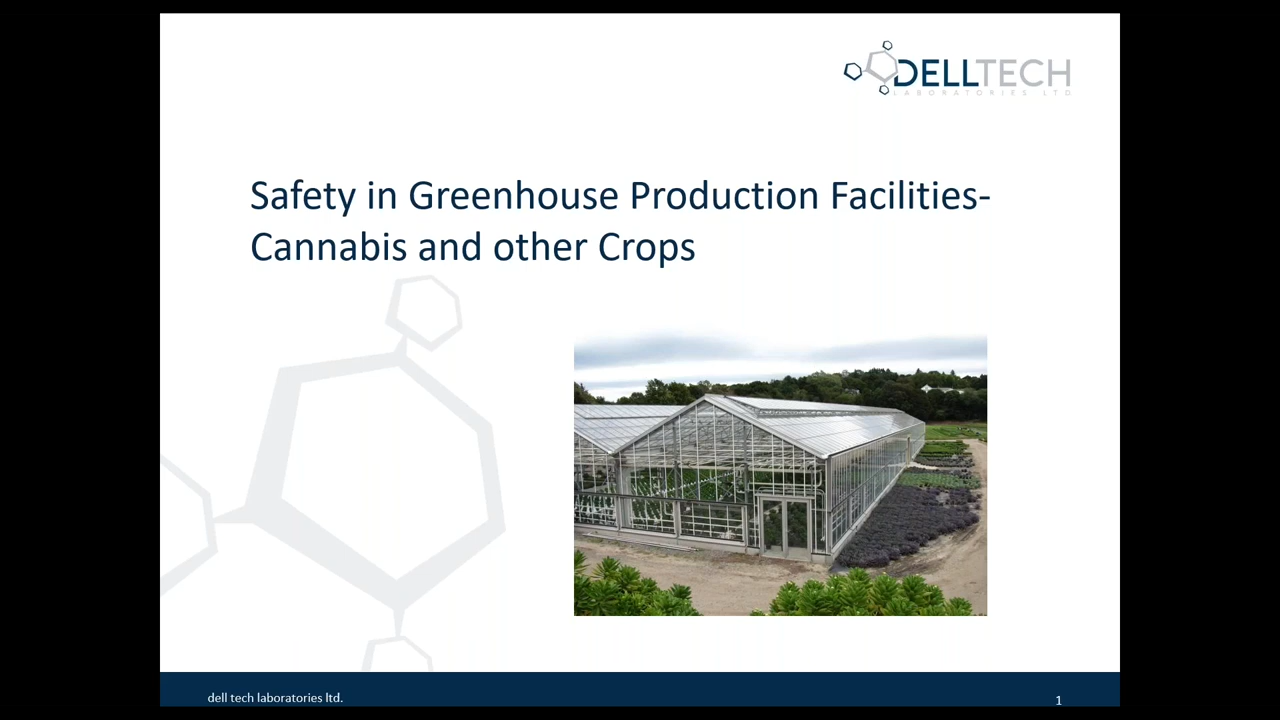 DELLTECH
LABORATORIES LTD
Safety in Greenhouse Production Facilities-
Cannabis and other Crops
dell tech laboratories ltd.
1